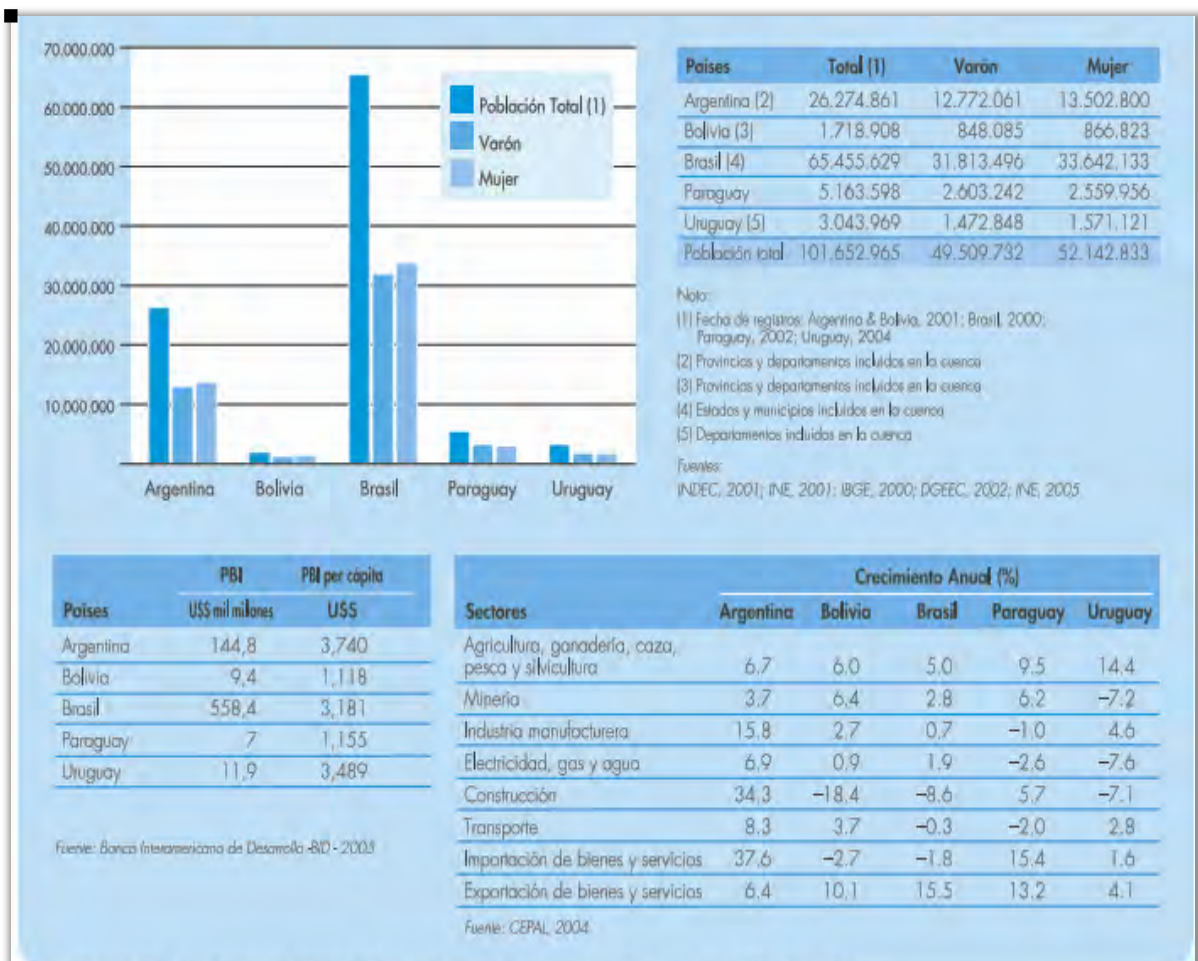 70.000.000
60.000.000
50.000.000
40.000.000
30.000.000
20.000.000
10.000.000
Población Total (1)
Varón
Mujer
Argentina Bolivia Brasil Paraguay Uruguay
Países Total (1) Varón Mujer
Argentina (2) 26.274.861 12.772.061 13.502.800
Bolivia (3) 1.718.908 848.085 866.823
Brasil (4) 65.455.629 31.813.496 33.642.133
Paraguay 5.163.598 2.603.242 2.559.956
Uruguay (5) 3.043.969 1.472.848 1.571.121
Población total 101.652.965 49.509.732 52.142.833
Nota:
(1) Fecha de registros: Argentina & Bolivia, 2001; Brasil, 2000;
Paraguay, 2002; Uruguay, 2004
(2) Provincias y departamentos incluidos en la cuenca
(3) Provincias y departamentos incluidos en la cuenca
(4) Estados y municipios incluidos en la cuenca
(5) Departamentos incluidos en la cuenca
Fuentes:
INDEC, 2001; INE, 2001; IBGE, 2000; DGEEC, 2002; INE, 2005
PBI PBI per cápita
Países US$ mil millones US$
Argentina 144,8 3,740
Bolivia 9,4 1,118
Brasil 558,4 3,181
Paraguay 7 1,155
Uruguay 11,9 3,489
Fuente: Banco Interamericano de Desarrollo -BID - 2005
Crecimiento Anual (%)
Sectores Argentina Bolivia Brasil Paraguay Uruguay
Agricultura, ganadería, caza,
pesca y silvicultura 6.7 6.0 5.0 9.5 14.4
Minería 3.7 6.4 2.8 6.2 –7.2
Industria manufacturera 15.8 2.7 0.7 –1.0 4.6
Electricidad, gas y agua 6.9 0.9 1.9 –2.6 –7.6
Construcción 34.3 –18.4 –8.6 5.7 –7.1
Transporte 8.3 3.7 –0.3 –2.0 2.8
Importación de bienes y servicios 37.6 –2.7 –1.8 15.4 1.6
Exportación de bienes y servicios 6.4 10.1 15.5 13.2 4.1
Fuente: CEPAL, 2004